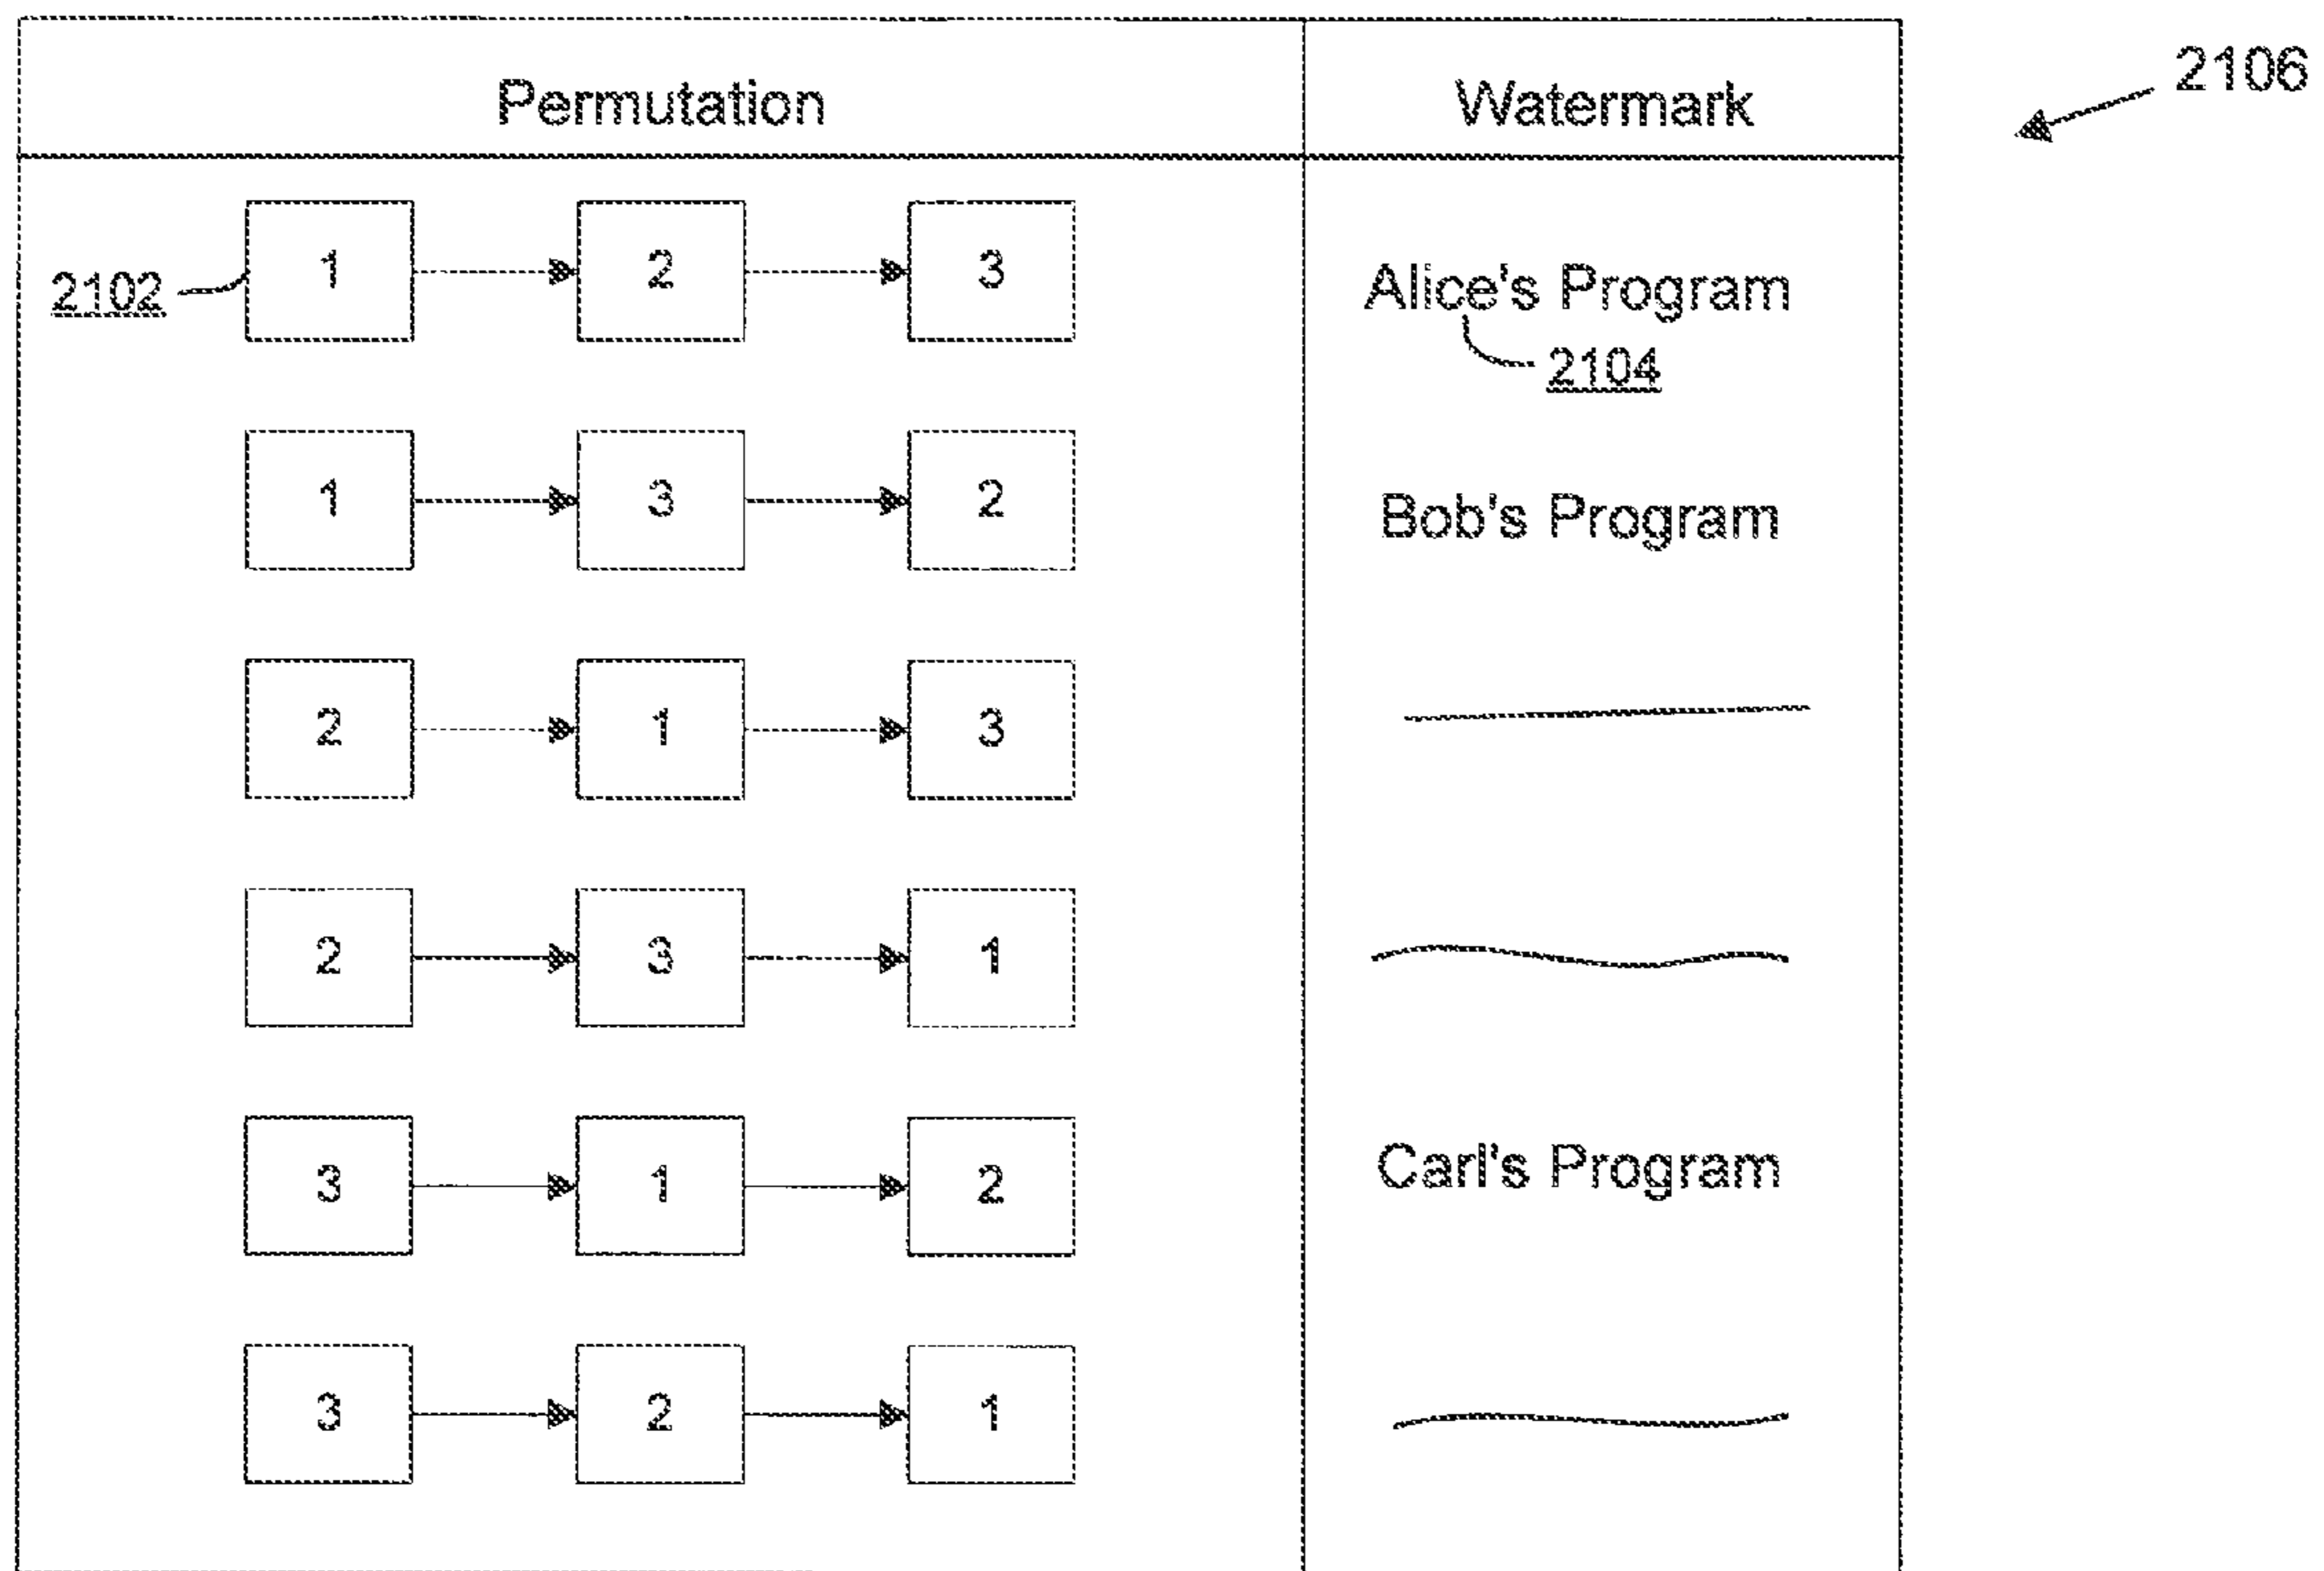 Permutation Watermark 2106
2102 1 2 3 Alice's Program
2104
1 3 2 Bob's Program
2 1 3
2 3 1
3 1 2 Carl's Program
3 2 1